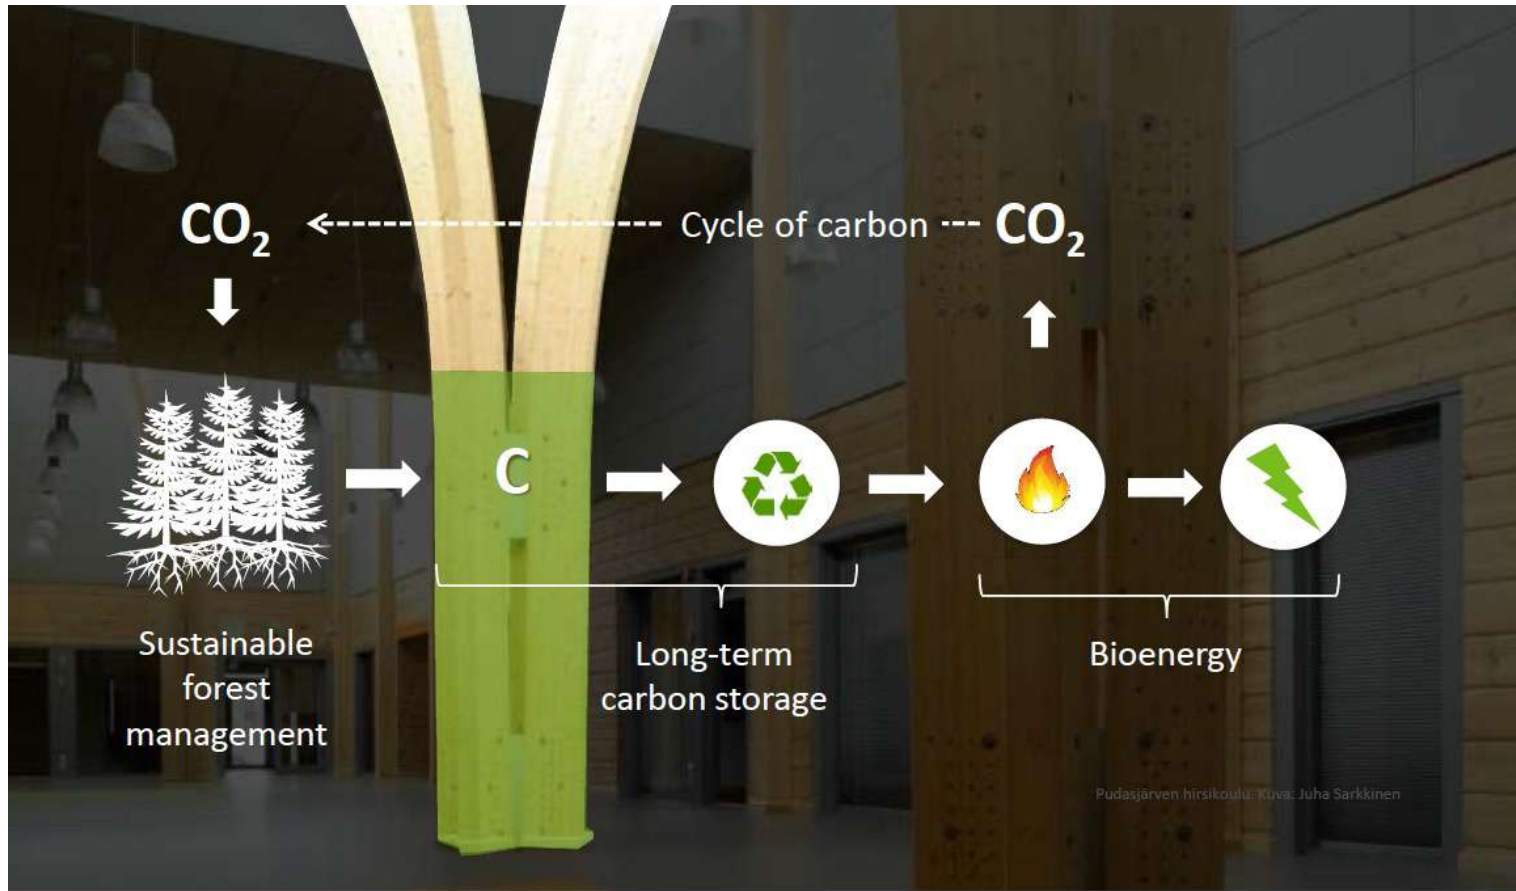 CO₂
Cycle of carbon
CO₂
C
Sustainable
forest
management
Long-term
carbon storage
Bioenergy
Pudasjärven hirsikoulu. Kuva: Juha Sarkkinen